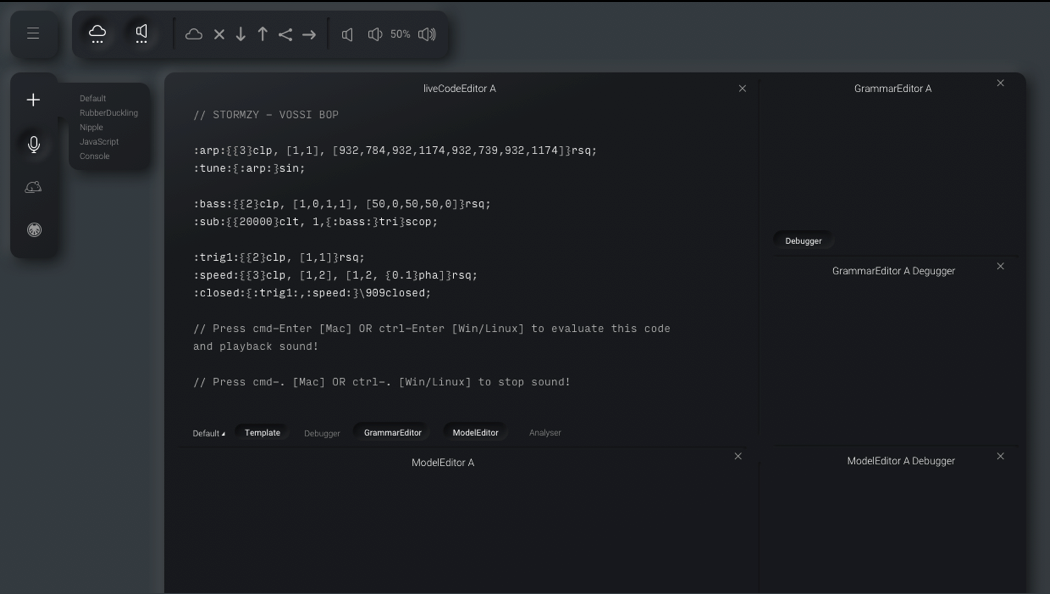 50%
Default
RubberDuckling
Nipple
JavaScript
Console
liveCodeEditor A
// STORMZY - VOSSI BOP
:arp:{{3}clp, [1,1], [932,784,932,1174,932,739,932,1174]}rsq;
:tune:{:arp:}sin;
:bass:{{2}clp, [1,0,1,1], [50,0,50,50,0]}rsq;
:sub:{{20000}clt, 1,{:bass:}tri}scop;
:trig1:{{2}clp, [1,1]}rsq;
:speed:{{3}clp, [1,2], [1,2, {0.1}pha]}rsq;
:closed:{:trig1:,:speed:}\909closed;
// Press cmd-Enter [Mac] OR ctrl-Enter [Win/Linux] to evaluate this code
and playback sound!
// Press cmd-. [Mac] OR ctrl-. [Win/Linux] to stop sound!
Default Template Debugger GrammarEditor ModelEditor Analyser
GrammarEditor A
Debugger
GrammarEditor A Degugger
ModelEditor A
ModelEditor A Debugger